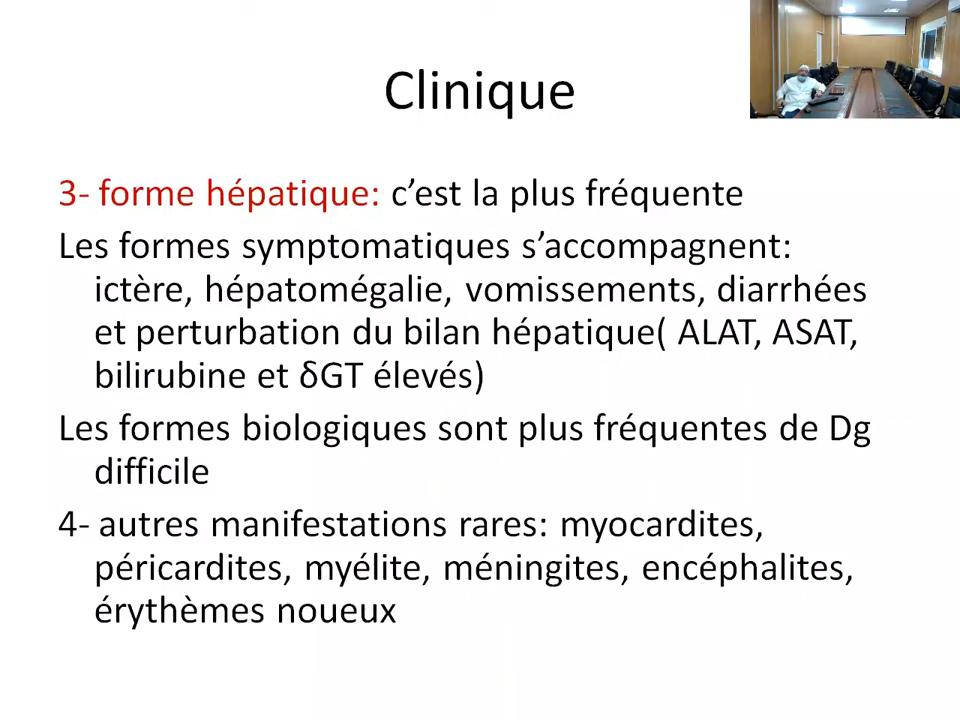 Clinique
3- forme hépatique: c’est la plus fréquente
Les formes symptomatiques s’accompagnent:
ictère, hépatomégalie, vomissements, diarrhées
et perturbation du bilan hépatique( ALAT, ASAT,
bilirubine et δGT élevés)
Les formes biologiques sont plus fréquentes de Dg
difficile
4- autres manifestations rares: myocardites,
péricardites, myélite, méningites, encéphalites,
érythèmes noueux